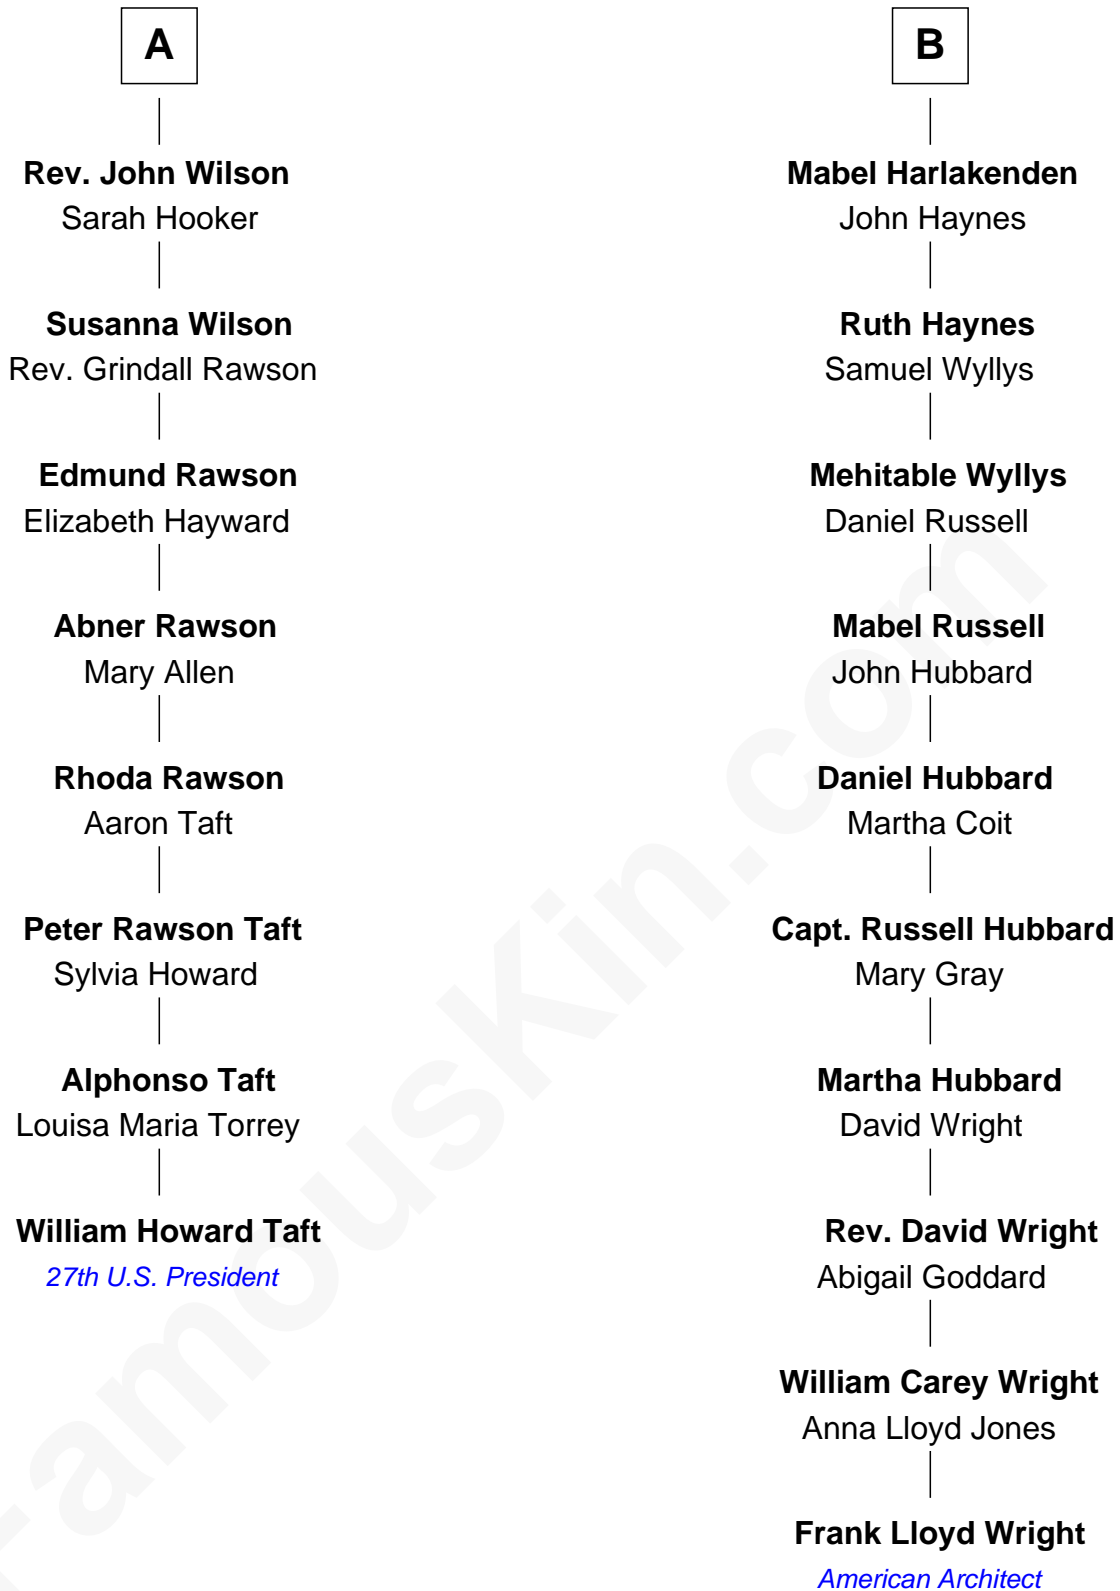 A
Rev. John Wilson
Sarah Hooker
Susanna Wilson
Rev. Grindall Rawson
Edmund Rawson
Elizabeth Hayward
Abner Rawson
Mary Allen
Rhoda Rawson
Aaron Taft
Peter Rawson Taft
Sylvia Howard
Alphonso Taft
Louisa Maria Torrey
William Howard Taft
27th U.S. President
B
Mabel Harlakenden
John Haynes
Ruth Haynes
Samuel Wyllys
Mehitable Wyllys
Daniel Russell
Mabel Russell
John Hubbard
Daniel Hubbard
Martha Coit
Capt. Russell Hubbard
Mary Gray
Martha Hubbard
David Wright
Rev. David Wright
Abigail Goddard
William Carey Wright
Anna Lloyd Jones
Frank Lloyd Wright
American Architect
FamousKin.com